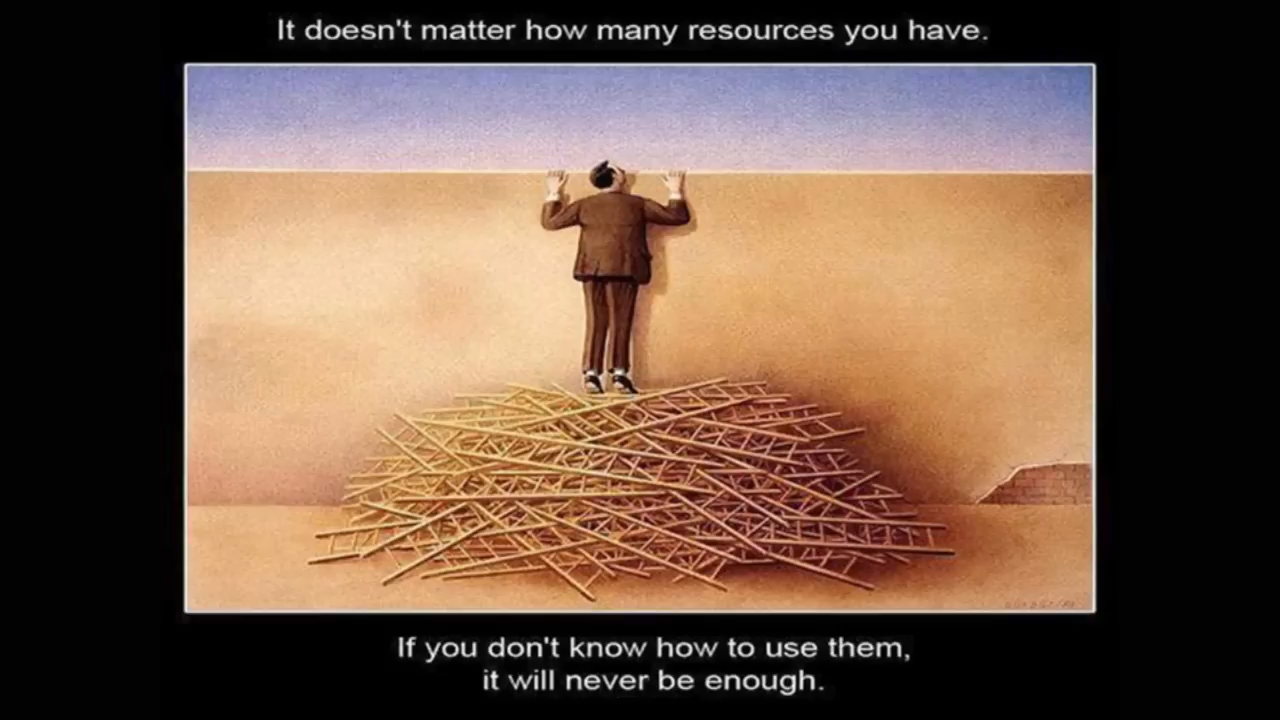 It doesn't matter how many resources you have.
If you don't know how to use them,
it will never be enough.